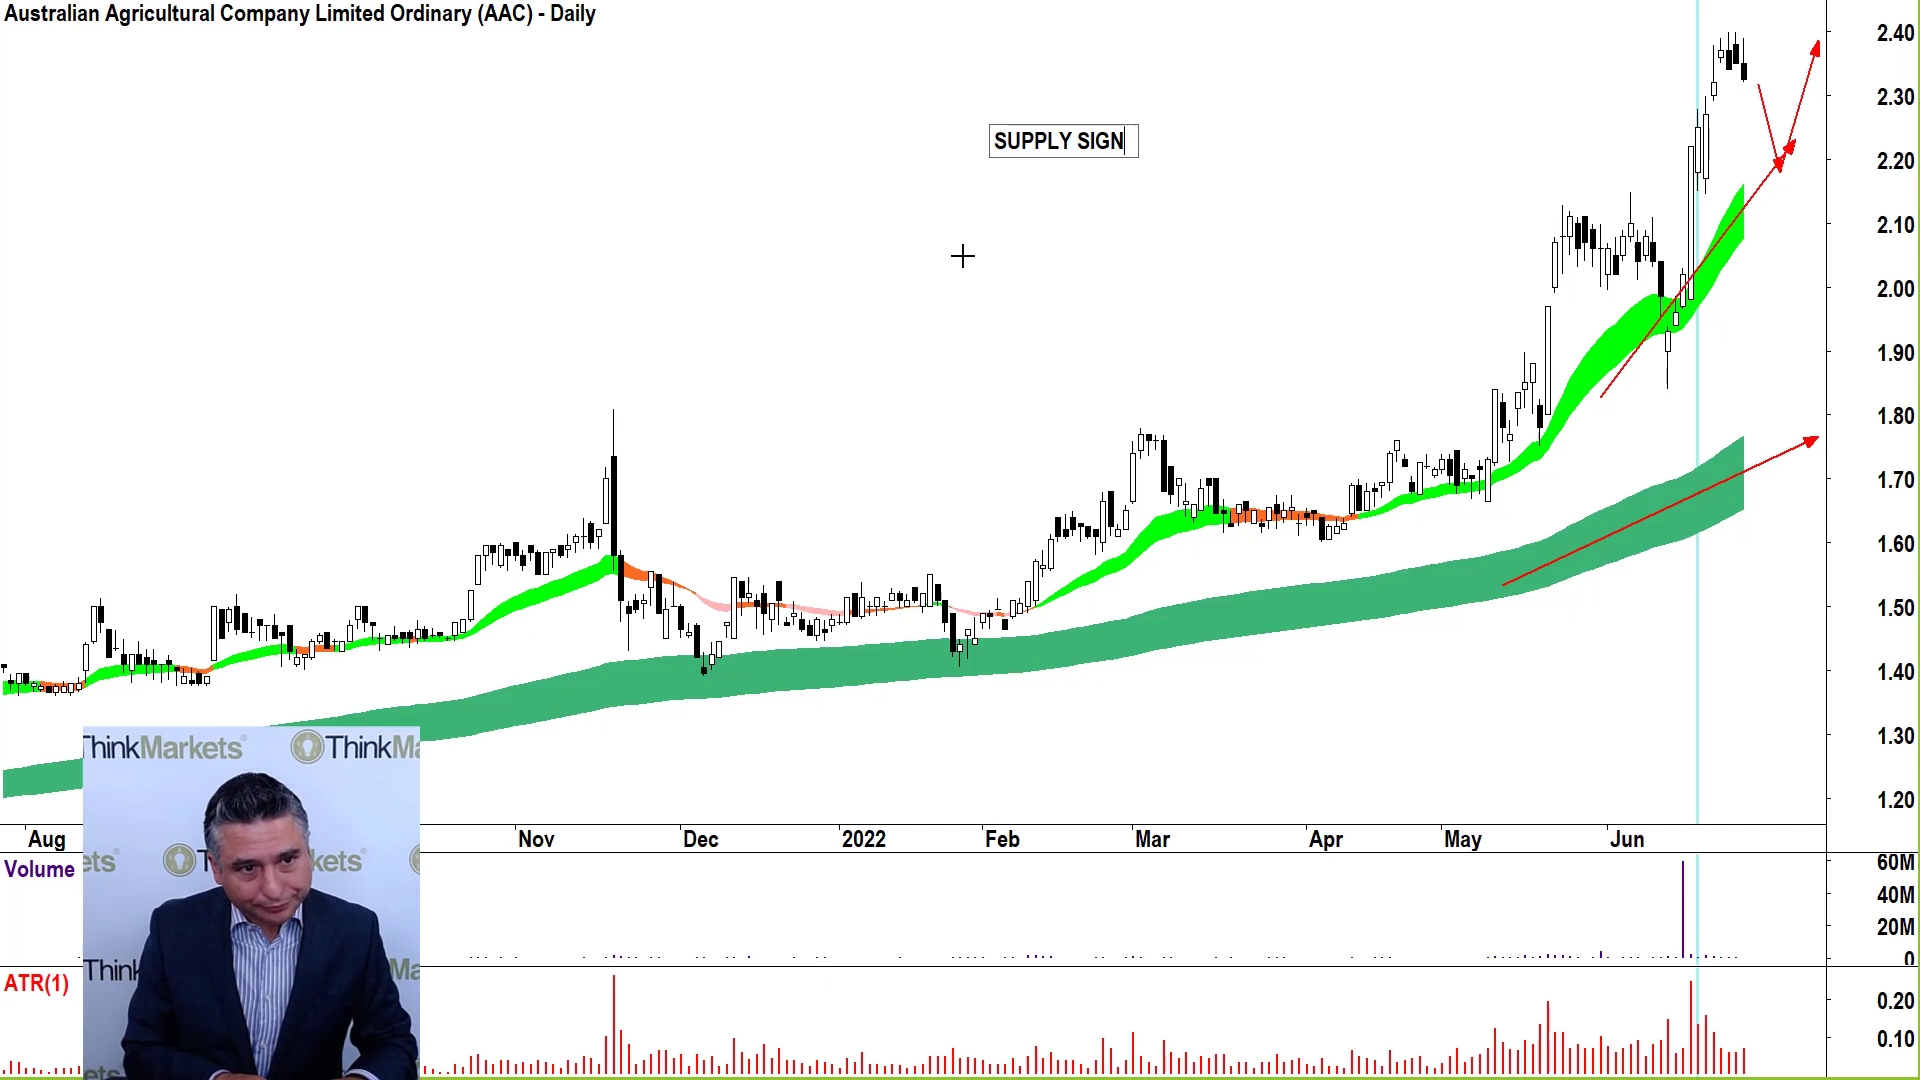 Australian Agricultural Company Limited Ordinary (AAC) - Daily
2.40
SUPPLY SIGN
2.30
2.20
2.10
2.00
1.90
1.80
1.70
1.60
1.50
1.40
1.30
1.20
ThinkMarkets ThinkMa
Aug Nov Dec 2022 Feb Mar Apr May Jun
Volume
ets T kets
60M
40M
20M
0
Think Ma
ATR(1)
0.20
0.10
ets